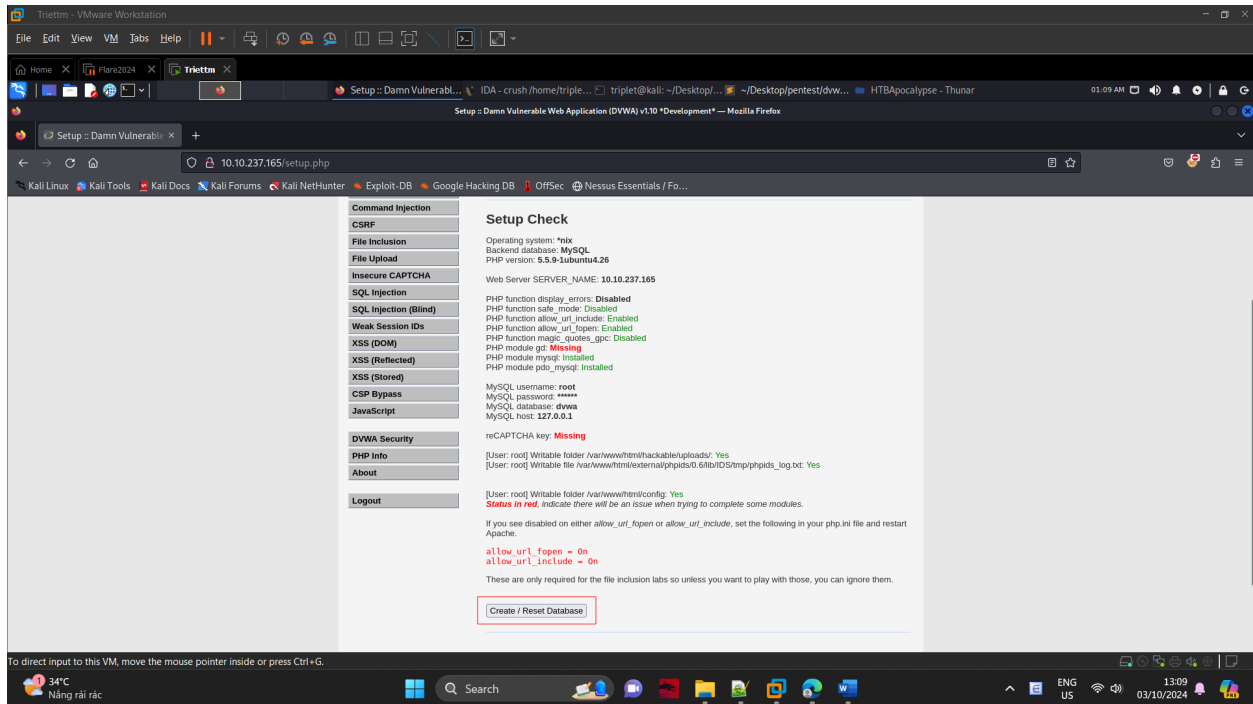 Triettm - VMware Workstation
File Edit View VM Tabs Help
Home Flare2024 Triettm
Setup :: Damn Vulnerabl... IDA - crush /home/triple... triplet@kali: ~/Desktop/... ~/Desktop/pentest/dvw... HTBApocalypse - Thunar 01:09 AM
Setup :: Damn Vulnerable Web Application (DVWA) v1.10 *Development* — Mozilla Firefox
Setup :: Damn Vulnerable
10.10.237.165/setup.php
Kali Linux Kali Tools Kali Docs Kali Forums Kali NetHunter Exploit-DB Google Hacking DB OffSec Nessus Essentials / Fo...
Command Injection
CSRF
File Inclusion
File Upload
Insecure CAPTCHA
SQL Injection
SQL Injection (Blind)
Weak Session IDs
XSS (DOM)
XSS (Reflected)
XSS (Stored)
CSP Bypass
JavaScript
DVWA Security
PHP Info
About
Logout
Setup Check
Operating system: *nix
Backend database: MySQL
PHP version: 5.5.9-1ubuntu4.26
Web Server SERVER_NAME: 10.10.237.165
PHP function display_errors: Disabled
PHP function safe_mode: Disabled
PHP function allow_url_include: Enabled
PHP function allow_url_fopen: Enabled
PHP function magic_quotes_gpc: Disabled
PHP module gd: Missing
PHP module mysql: Installed
PHP module pdo_mysql: Installed
MySQL username: root
MySQL password: ******
MySQL database: dvwa
MySQL host: 127.0.0.1
reCAPTCHA key: Missing
[User: root] Writable folder /var/www/html/hackable/uploads/: Yes
[User: root] Writable file /var/www/html/external/phpids/0.6/lib/IDS/tmp/phpids_log.txt: Yes
[User: root] Writable folder /var/www/html/config: Yes
Status in red, indicate there will be an issue when trying to complete some modules.
If you see disabled on either allow_url_fopen or allow_url_include, set the following in your php.ini file and restart
Apache.
allow_url_fopen = On
allow_url_include = On
These are only required for the file inclusion labs so unless you want to play with those, you can ignore them.
Create / Reset Database
To direct input to this VM, move the mouse pointer inside or press Ctrl+G.
1
34°C
Nắng rải rác
Search
ENG
US
13:09
03/10/2024